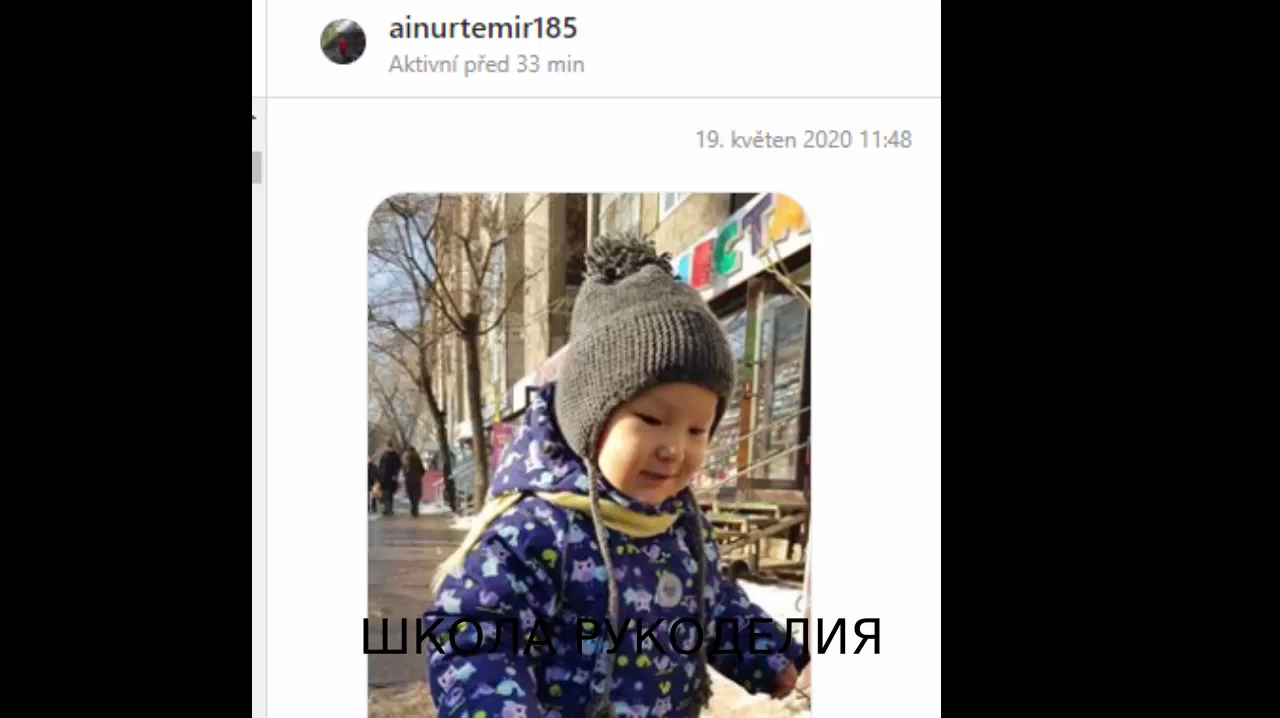 ainurtemir185
Aktivní před 33 min
19. květen 2020 11:48
ШКОЛА РУКОДЕЛИЯ